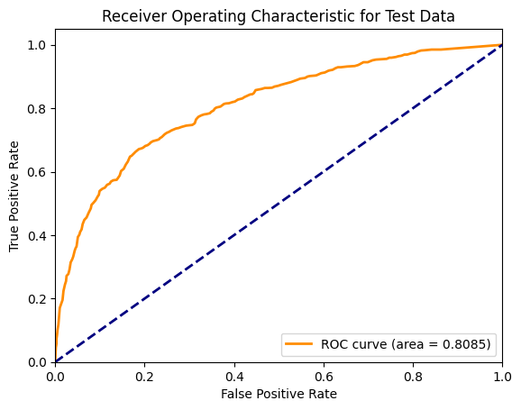 Receiver Operating Characteristic for Test Data
True Positive Rate
1.0
0.8
0.6
0.4
0.2
0.0
ROC curve (area = 0.8085)
0.0 0.2 0.4 0.6 0.8 1.0
False Positive Rate